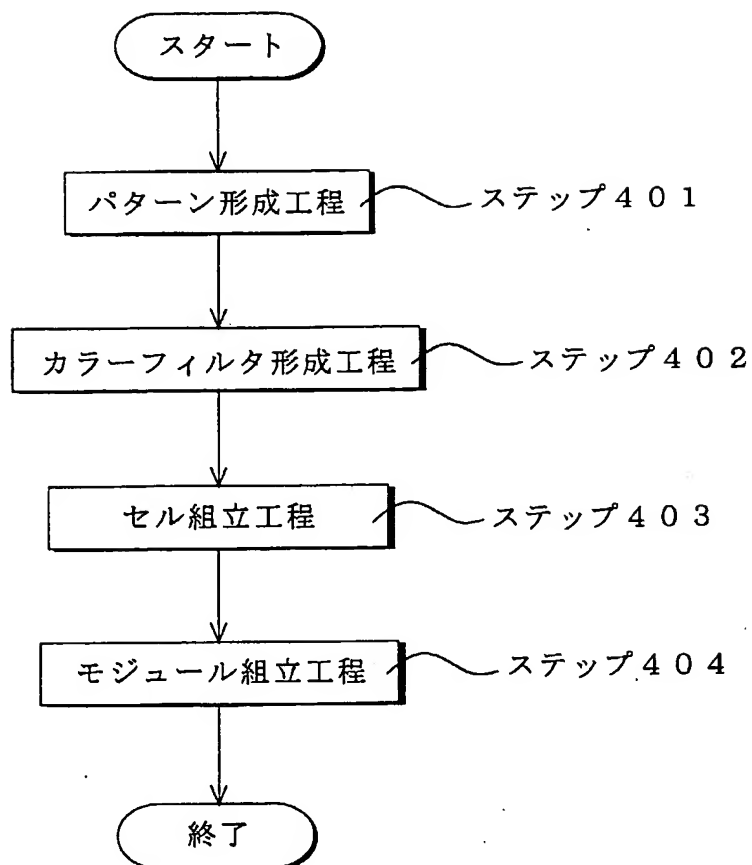 スタート
パターン形成工程
ステップ401
カラーフィルタ形成工程
ステップ402
セル組立工程
ステップ403
モジュール組立工程
ステップ404
終了